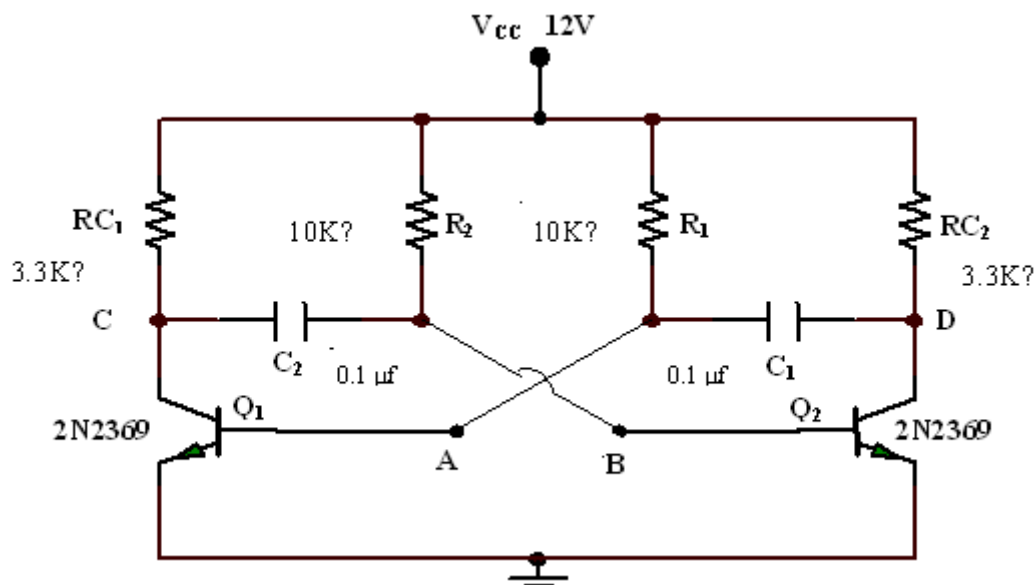 Vcc 12V
RC₁
10K?
R₂
10K?
R₁
RC₂
3.3K?
3.3K?
C
D
C₂
0.1 µf
0.1 µf
C₁
Q₁
Q₂
2N2369
2N2369
A
B